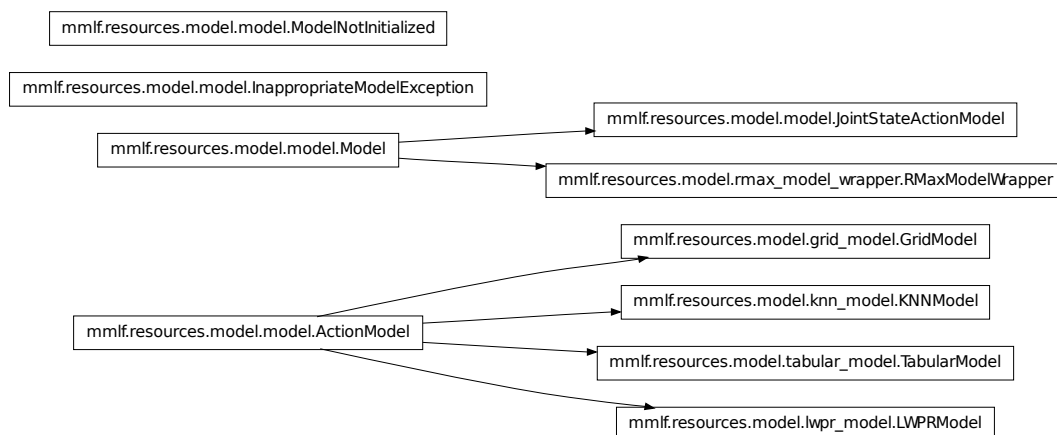 mmlf.resources.model.model.ModelNotInitialized
mmlf.resources.model.model.InappropriateModelException
mmlf.resources.model.model.JointStateActionModel
mmlf.resources.model.model.Model
mmlf.resources.model.rmax_model_wrapper.RMaxModelWrapper
mmlf.resources.model.grid_model.GridModel
mmlf.resources.model.knn_model.KNNModel
mmlf.resources.model.model.ActionModel
mmlf.resources.model.tabular_model.TabularModel
mmlf.resources.model.lwpr_model.LWPRModel